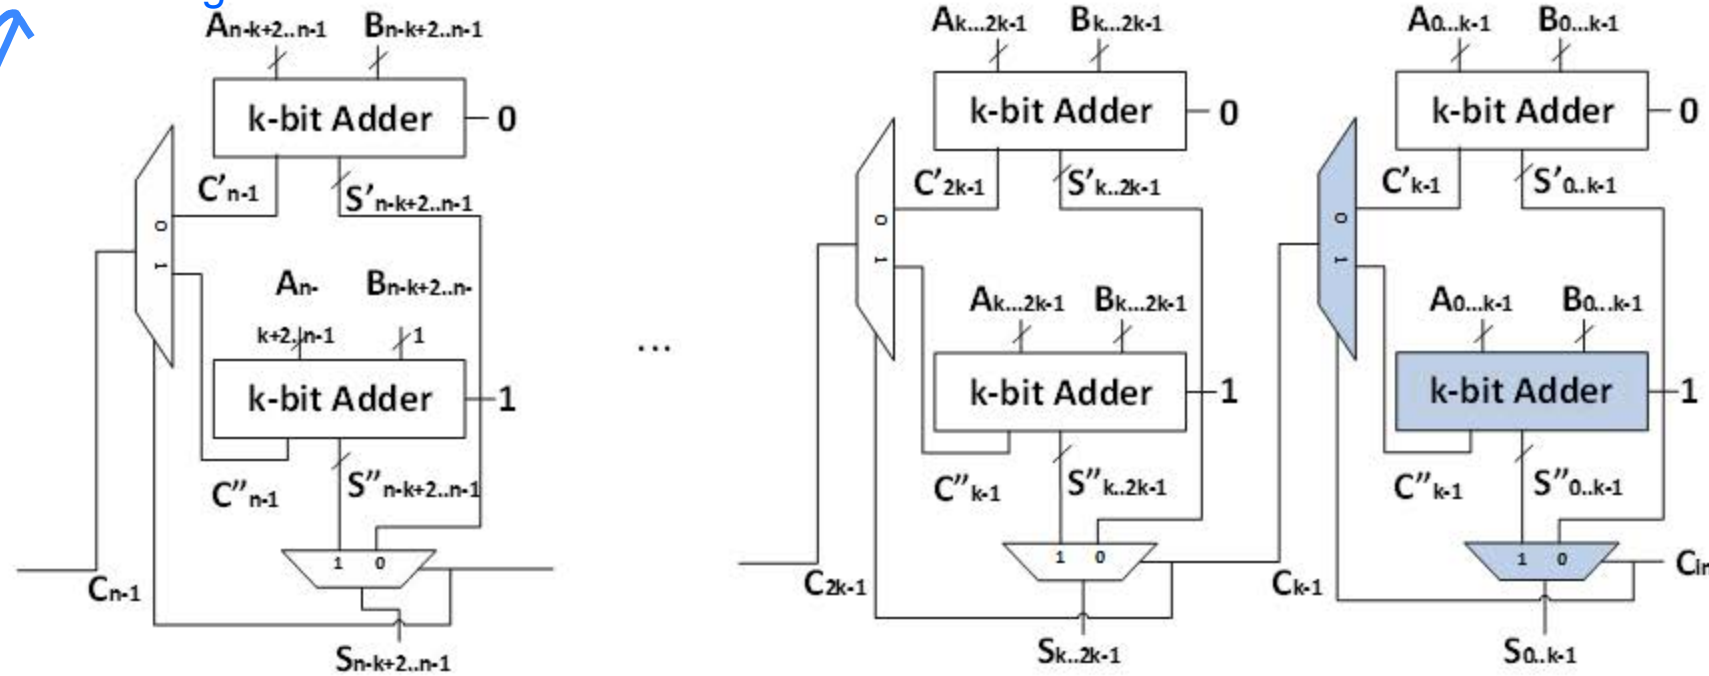 g
An-k+2..n-1 Bn-k+2..n-1
k-bit Adder 0
C'n-1 S'n-k+2..n-1
0
1
An-
k+2..n-1
Bn-k+2..n-
1
k-bit Adder 1
C''n-1 S''n-k+2..n-1
1 0
Cn-1
Sn-k+2..n-1
...
Ak...2k-1 Bk...2k-1
k-bit Adder 0
C'2k-1 S'k..2k-1
0
1
Ak...2k-1 Bk...2k-1
k-bit Adder 1
C''k-1 S''k..2k-1
1 0
C2k-1
Sk..2k-1
A0...k-1 B0...k-1
k-bit Adder 0
C'k-1 S'0..k-1
0
1
A0...k-1 B0...k-1
k-bit Adder 1
C''k-1 S''0..k-1
1 0
Ck-1
Cin
S0..k-1